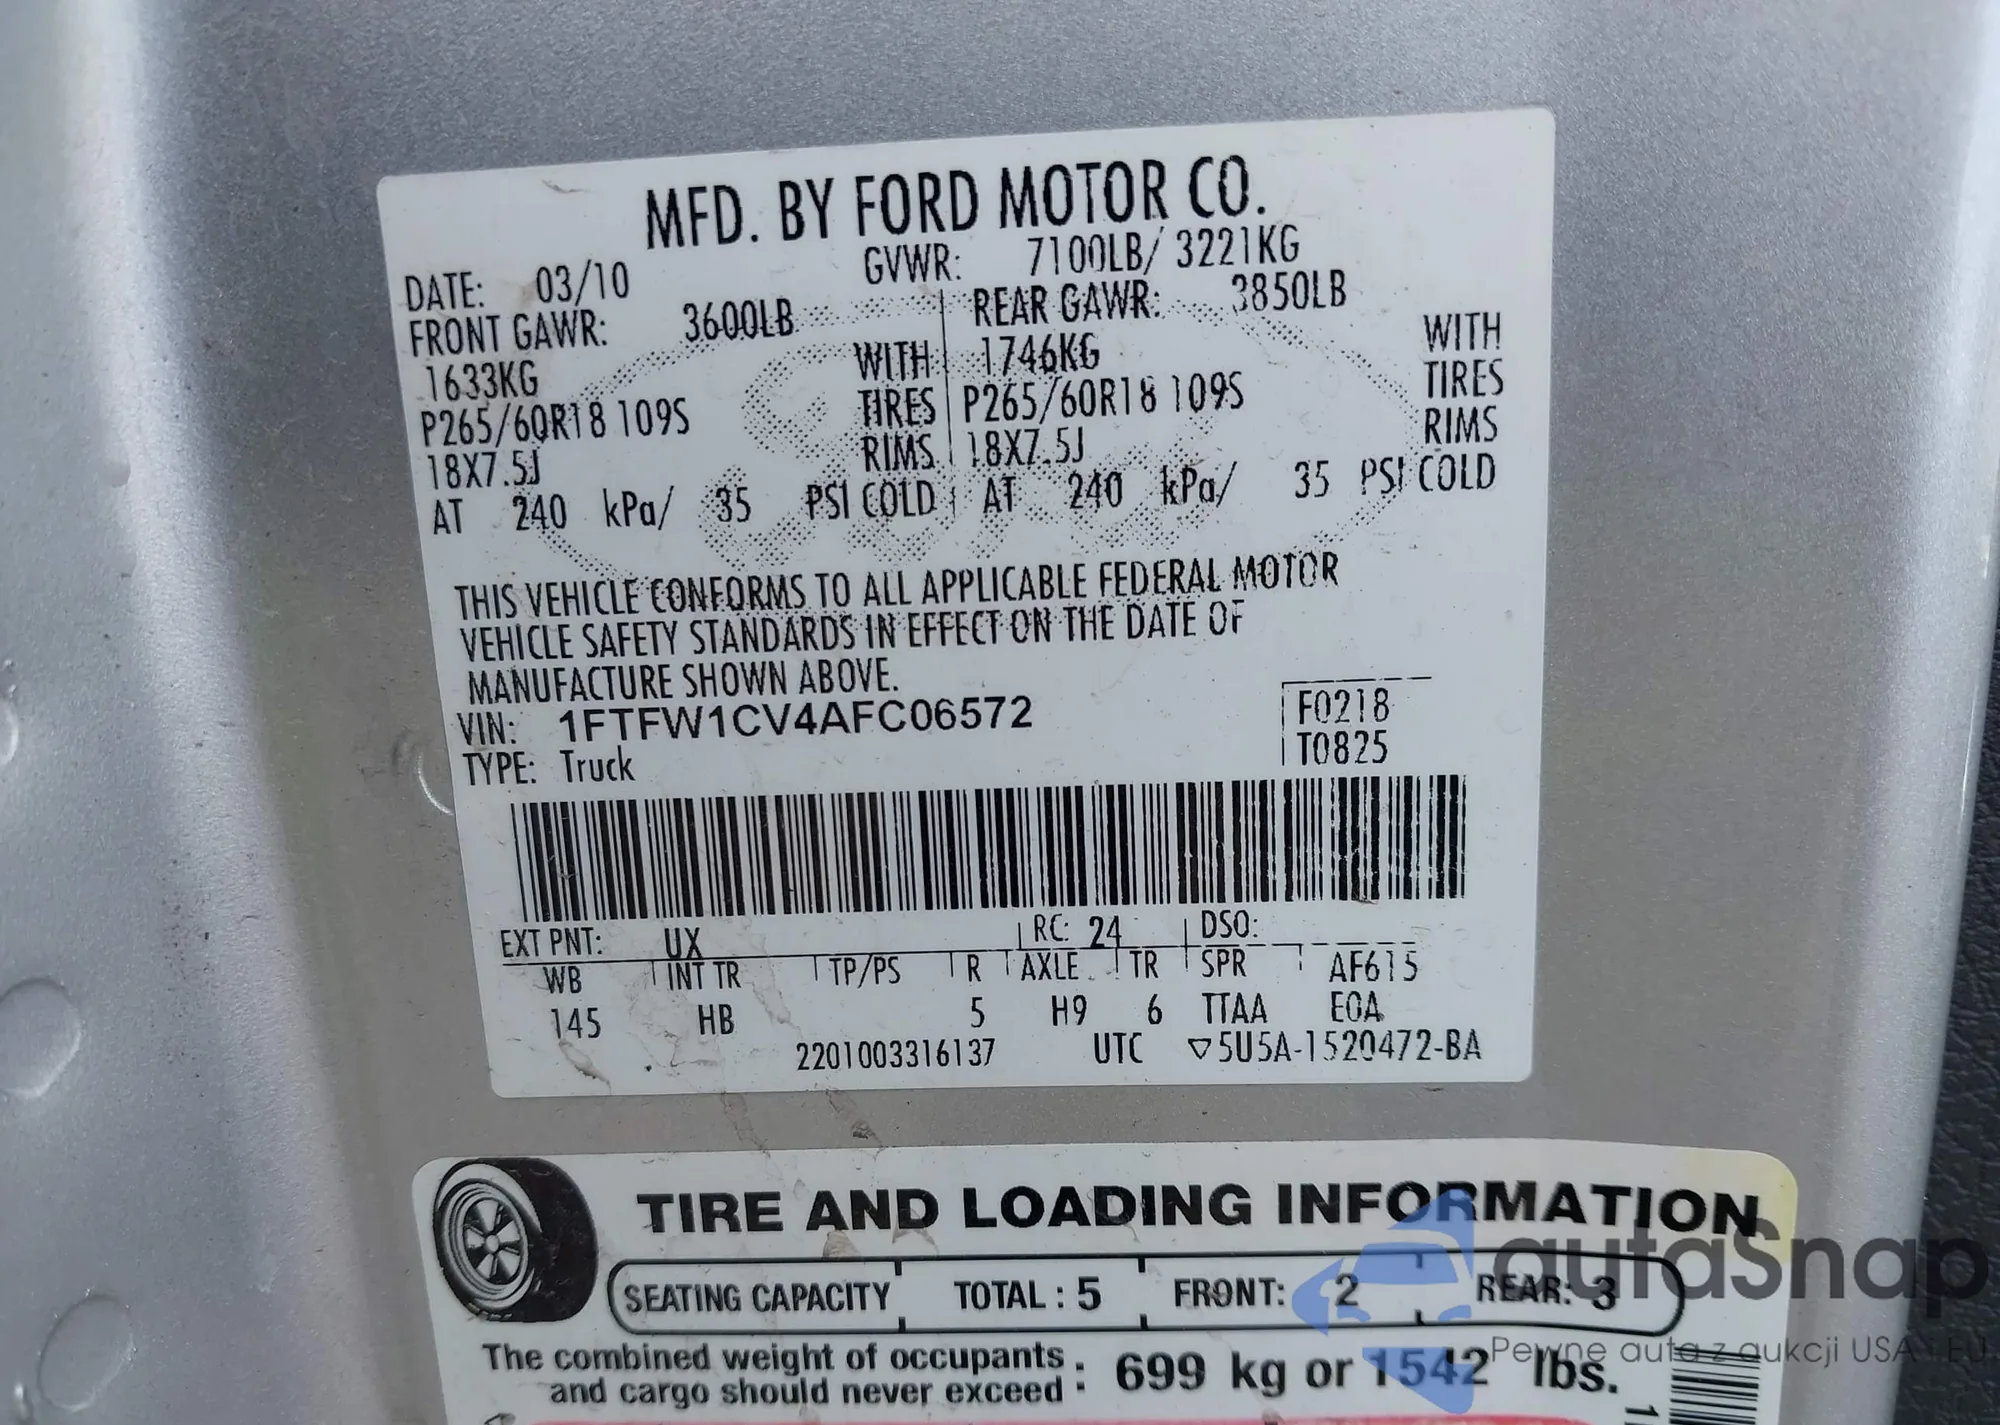 MFD. BY FORD MOTOR CO.
DATE: 03/10 GVWR: 7100LB/ 3221KG
FRONT GAWR: 3600LB REAR GAWR: 3850LB
1633KG WITH 1746KG WITH
P265/60R18 109S TIRES P265/60R18 109S TIRES
18X7.5J RIMS 18X7.5J RIMS
AT 240 kPa/ 35 PSI COLD AT 240 kPa/ 35 PSI COLD
THIS VEHICLE CONFORMS TO ALL APPLICABLE FEDERAL MOTOR
VEHICLE SAFETY STANDARDS IN EFFECT ON THE DATE OF
MANUFACTURE SHOWN ABOVE.
VIN: 1FTFW1CV4AFC06572 F0218
TYPE: Truck T0825
EXT PNT: UX RC: 24 DSO:
WB INT TR TP/PS R AXLE TR SPR AF615
145 HB 5 H9 6 TTAA EOA
2201003316137 UTC ▽5U5A-1520472-BA
TIRE AND LOADING INFORMATION
SEATING CAPACITY TOTAL : 5 FRONT: 2 REAR: 3
The combined weight of occupants
and cargo should never exceed : 699 kg or 1542 lbs.
autaSnap
Pewne auta z aukcji USA i EU